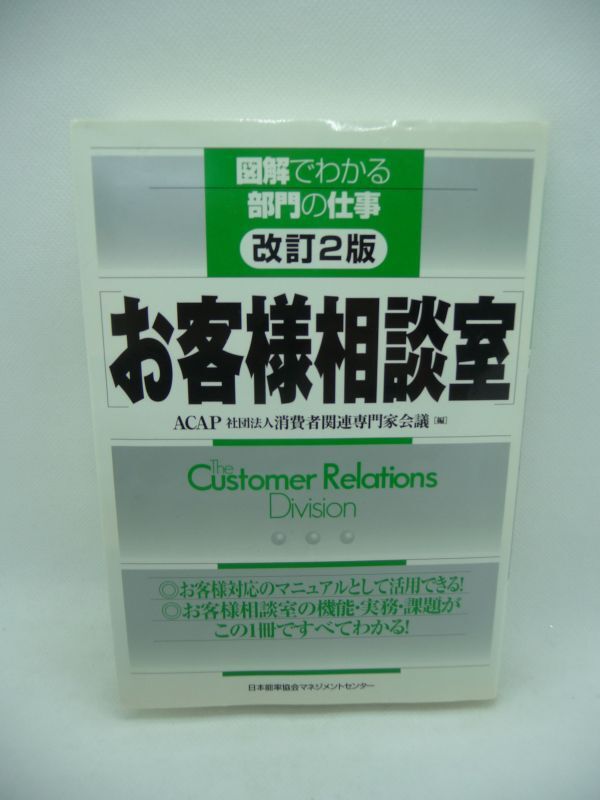 図解でわかる
部門の仕事
改訂2版
[お客様相談室]
ACAP 社団法人 消費者関連専門家会議 [編]
The
Customer Relations
Division
◎お客様対応のマニュアルとして活用できる!
◎お客様相談室の機能・実務・課題が
この1冊ですべてわかる!
日本能率協会マネジメントセンター